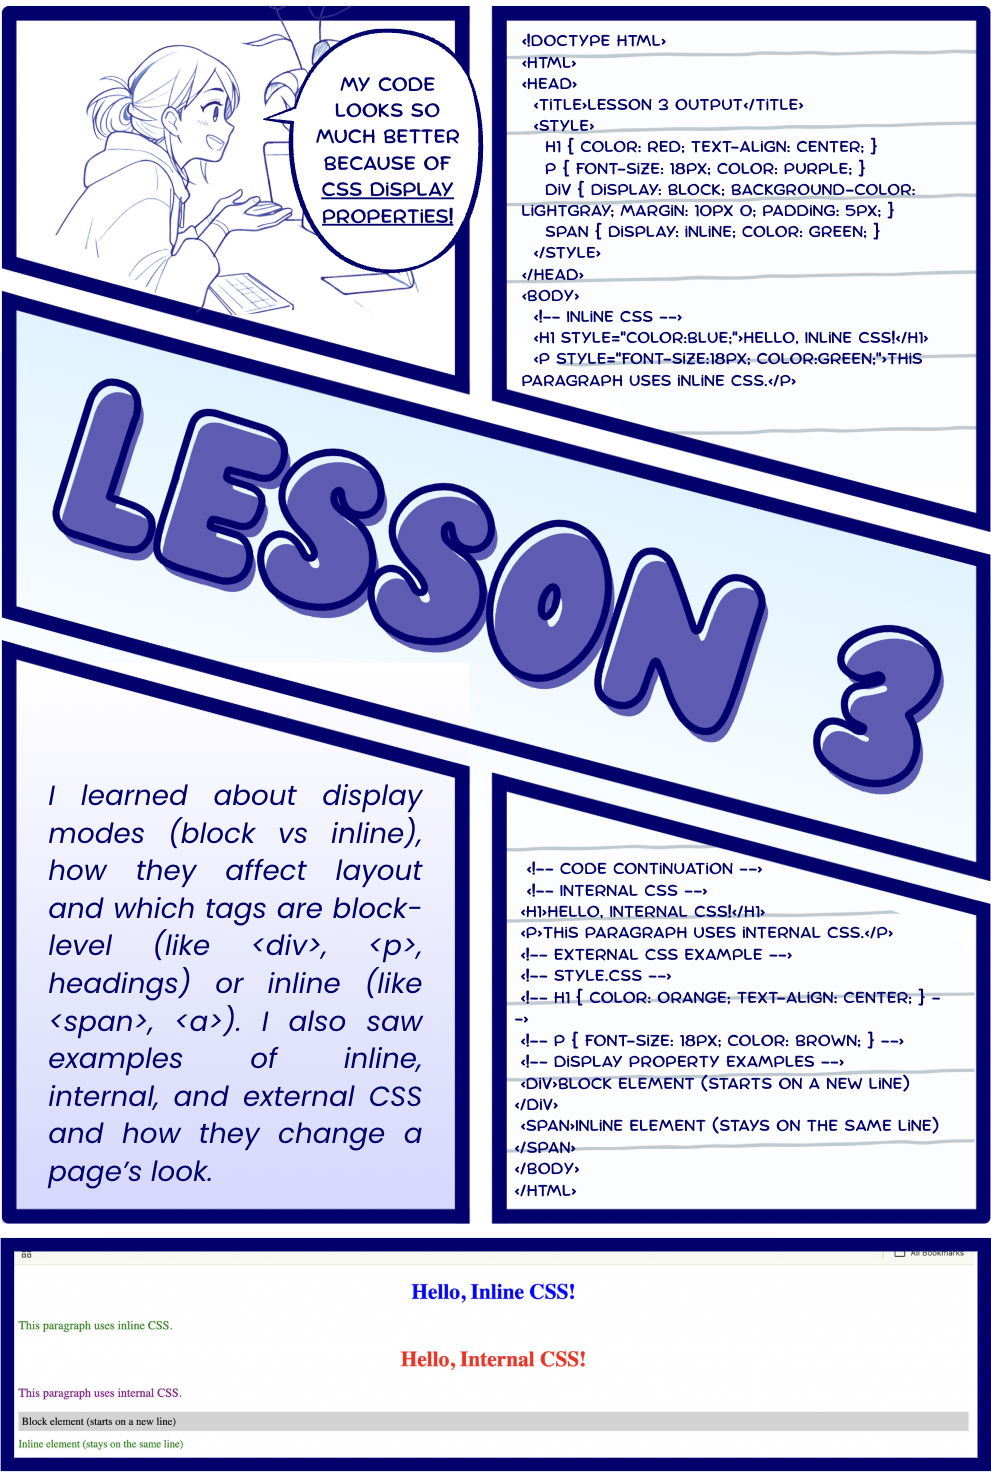 MY CODE
LOOKS SO
MUCH BETTER
BECAUSE OF
CSS DISPLAY
PROPERTIES!
<!DOCTYPE HTML>
<HTML>
<HEAD>
<TITLE>LESSON 3 OUTPUT</TITLE>
<STYLE>
H1 { COLOR: RED; TEXT-ALIGN: CENTER; }
P { FONT-SIZE: 18PX; COLOR: PURPLE; }
DIV { DISPLAY: BLOCK; BACKGROUND-COLOR:
LIGHTGRAY; MARGIN: 10PX 0; PADDING: 5PX; }
SPAN { DISPLAY: INLINE; COLOR: GREEN; }
</STYLE>
</HEAD>
<BODY>
<!-- INLINE CSS -->
<H1 STYLE="COLOR:BLUE;">HELLO, INLINE CSS!</H1>
<P STYLE="FONT-SIZE:18PX; COLOR:GREEN;">THIS
PARAGRAPH USES INLINE CSS.</P>
LESSON 3
I learned about display
modes (block vs inline),
how they affect layout
and which tags are block-
level (like <div>, <p>,
headings) or inline (like
<span>, <a>). I also saw
examples of inline,
internal, and external CSS
and how they change a
page's look.
<!-- CODE CONTINUATION -->
<!-- INTERNAL CSS -->
<H1>HELLO, INTERNAL CSS!</H1>
<P>THIS PARAGRAPH USES INTERNAL CSS.</P>
<!-- EXTERNAL CSS EXAMPLE -->
<!-- STYLE.CSS -->
<!-- H1 { COLOR: ORANGE; TEXT-ALIGN: CENTER; } -
->
<!-- P { FONT-SIZE: 18PX; COLOR: BROWN; } -->
<!-- DISPLAY PROPERTY EXAMPLES -->
<DIV>BLOCK ELEMENT (STARTS ON A NEW LINE)
</DIV>
<SPAN>INLINE ELEMENT (STAYS ON THE SAME LINE)
</SPAN>
</BODY>
</HTML>
All Bookmarks
Hello, Inline CSS!
This paragraph uses inline CSS.
Hello, Internal CSS!
This paragraph uses internal CSS.
Block element (starts on a new line)
Inline element (stays on the same line)